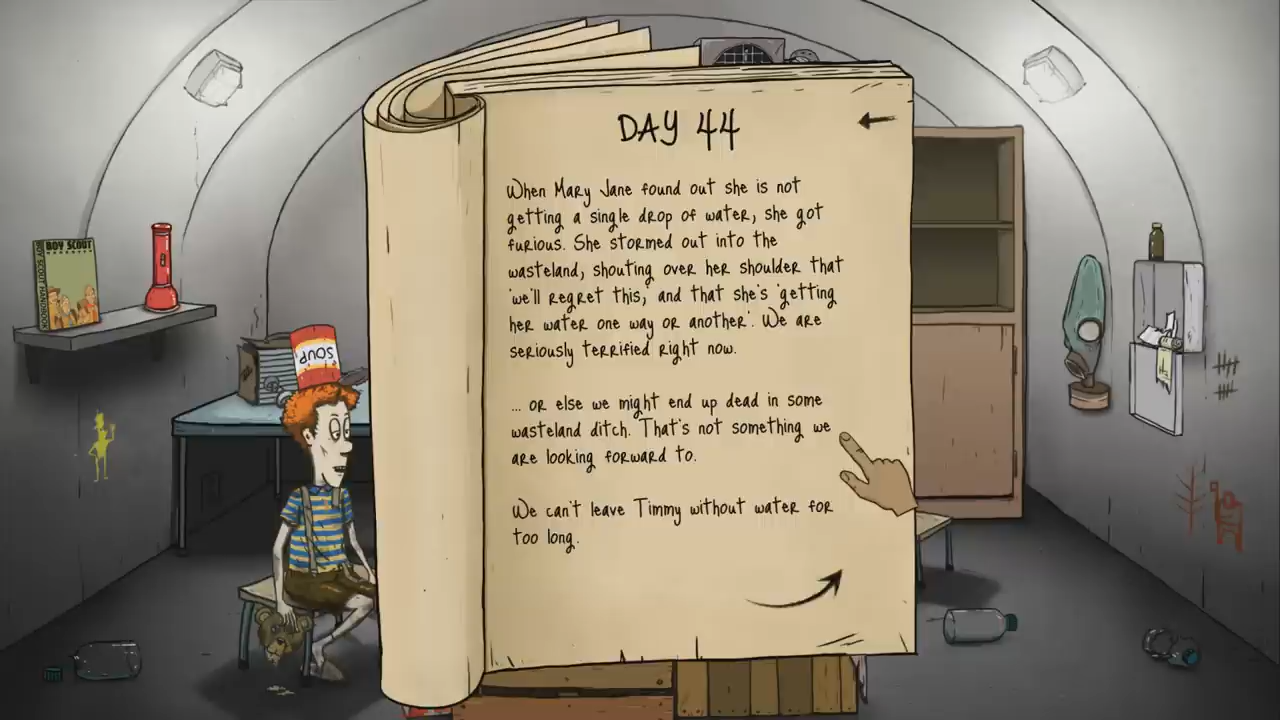 DAY 44
When Mary Jane found out she is not
getting a single drop of water, she got
furious. She stormed out into the
wasteland, shouting over her shoulder that
'we'll regret this,' and that she's 'getting
her water one way or another'. We are
seriously terrified right now.
... or else we might end up dead in some
wasteland ditch. That's not something we
are looking forward to.
We can't leave Timmy without water for
too long.
BOY SCOUT
BOY SCOUT HANDBOOK
SOUP